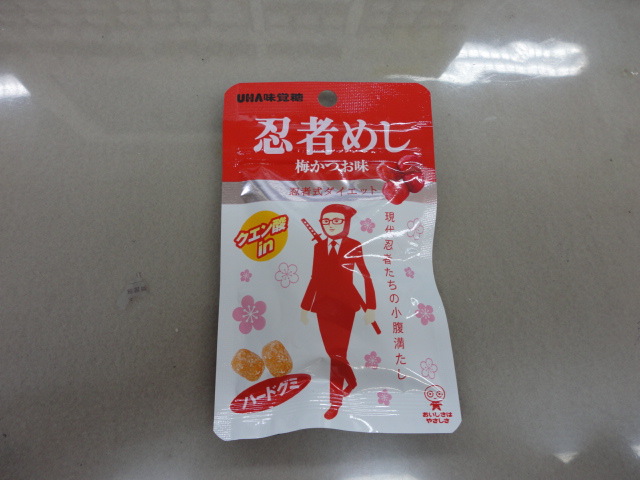 UHA味覚糖
忍者めし
梅かつお味
忍者式ダイエット
クエン酸
in
現代忍者たちの小腹満たし
ハードグミ
おいしさは
やさしさ